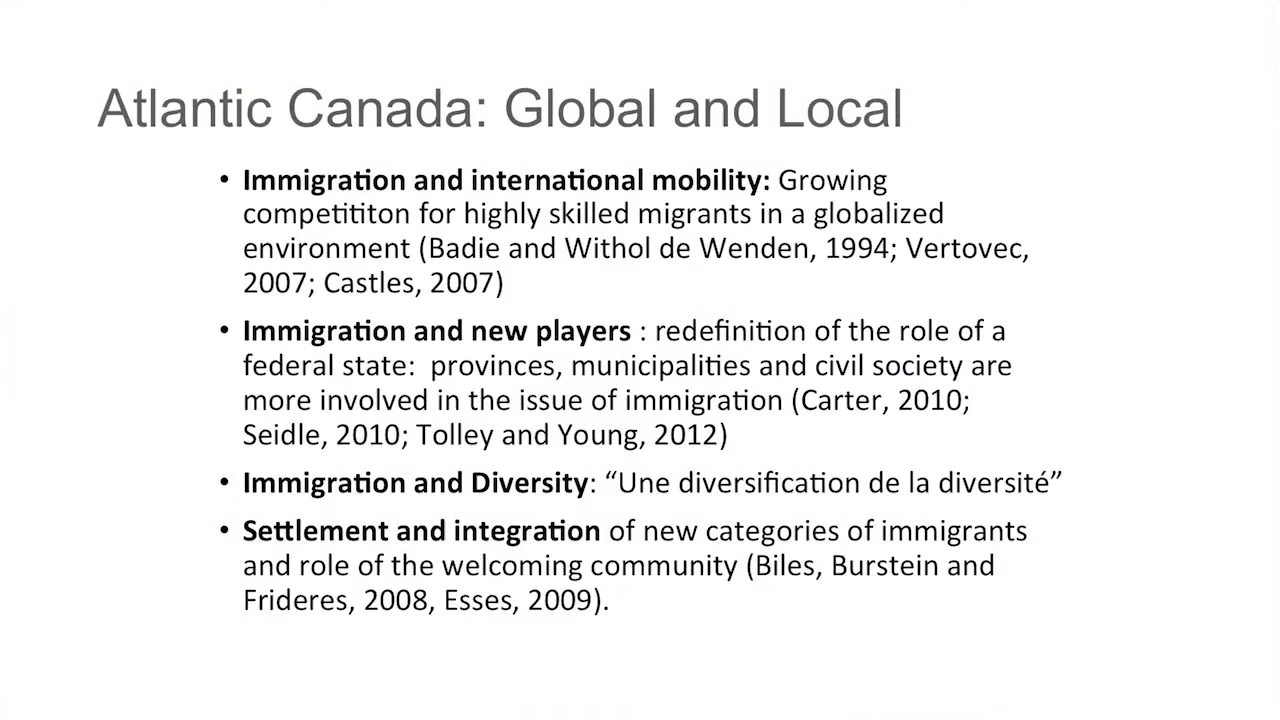 Atlantic Canada: Global and Local
• Immigration and international mobility: Growing
competititon for highly skilled migrants in a globalized
environment (Badie and Withol de Wenden, 1994; Vertovec,
2007; Castles, 2007)
• Immigration and new players : redefinition of the role of a
federal state:  provinces, municipalities and civil society are
more involved in the issue of immigration (Carter, 2010;
Seidle, 2010; Tolley and Young, 2012)
• Immigration and Diversity: “Une diversification de la diversité”
• Settlement and integration of new categories of immigrants
and role of the welcoming community (Biles, Burstein and
Frideres, 2008, Esses, 2009).